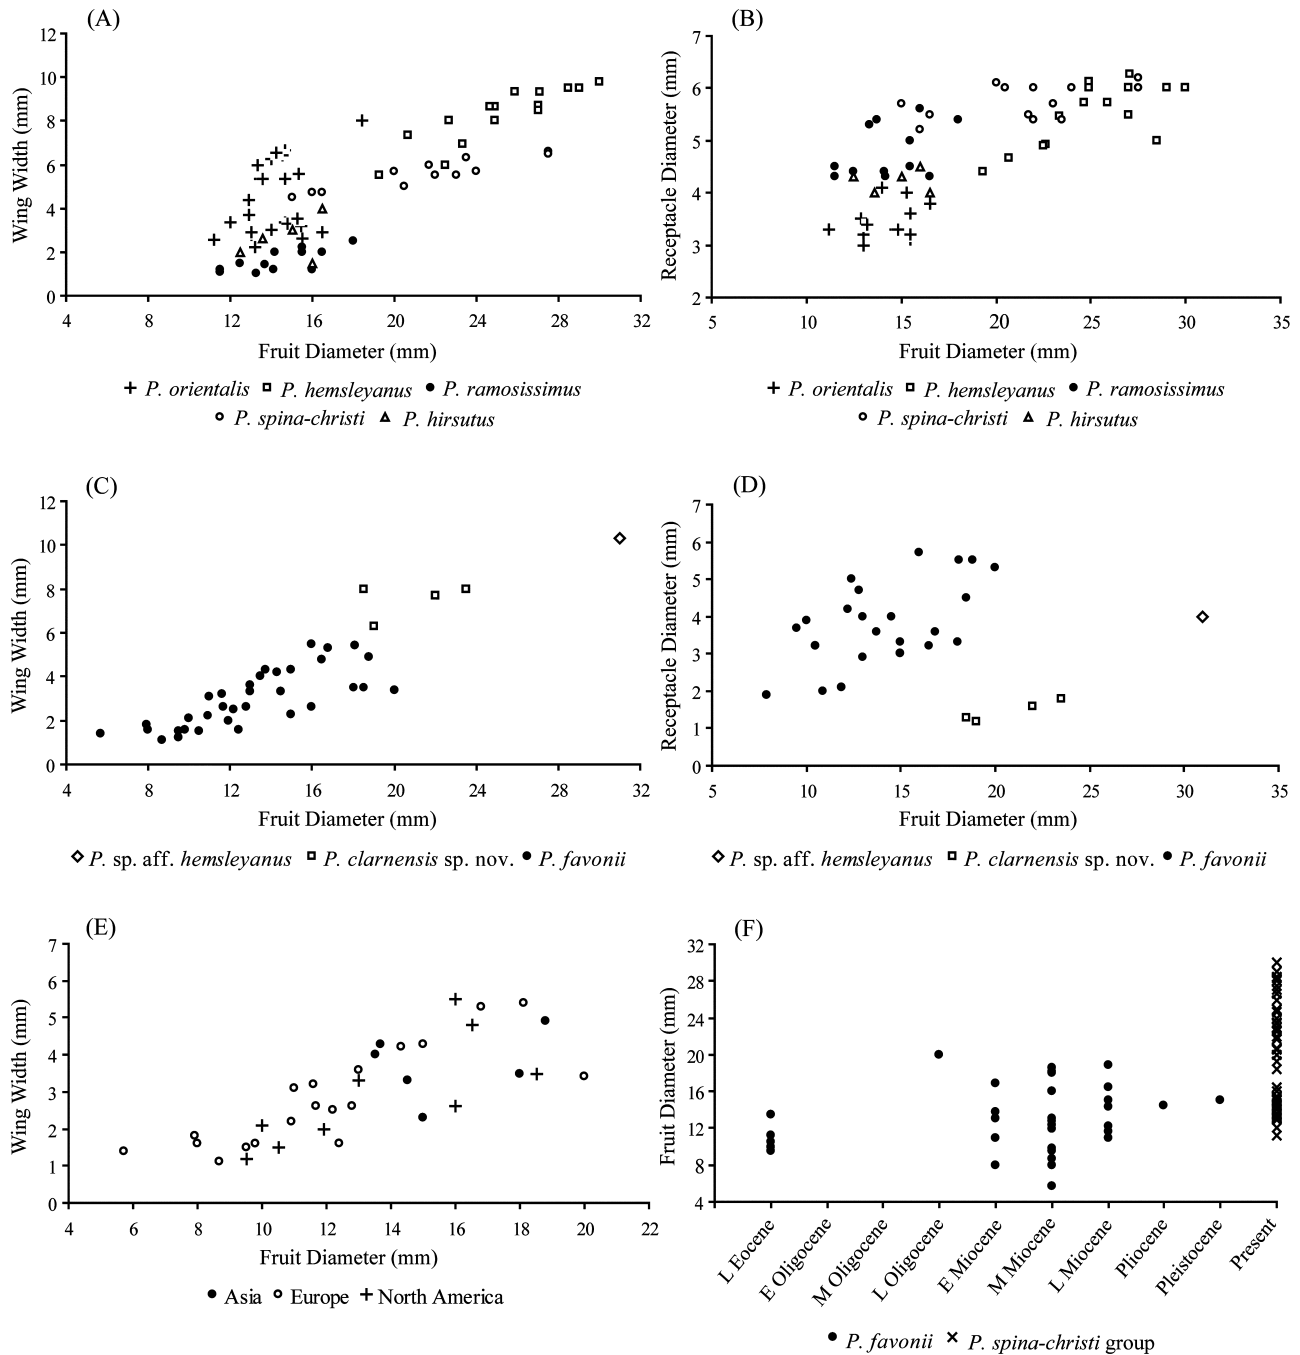 (A)
12
10
8
6
4
2
0
Wing Width (mm)
4 8 12 16 20 24 28 32
Fruit Diameter (mm)
P. orientalis P. hemsleyanus P. ramosissimus
P. spina-christi P. hirsutus
(B)
7
6
5
4
3
2
Receptacle Diameter (mm)
5 10 15 20 25 30 35
Fruit Diameter (mm)
P. orientalis P. hemsleyanus P. ramosissimus
P. spina-christi P. hirsutus
(C)
12
10
8
6
4
2
0
Wing Width (mm)
4 8 12 16 20 24 28 32
Fruit Diameter (mm)
P. sp. aff. hemsleyanus P. clarnensis sp. nov. P. favonii
(D)
7
6
5
4
3
2
1
0
Receptacle Diameter (mm)
5 10 15 20 25 30 35
Fruit Diameter (mm)
P. sp. aff. hemsleyanus P. clarnensis sp. nov. P. favonii
(E)
7
6
5
4
3
2
1
0
Wing Width (mm)
4 6 8 10 12 14 16 18 20 22
Fruit Diameter (mm)
Asia Europe North America
(F)
32
28
24
20
16
12
8
4
Fruit Diameter (mm)
L Eocene
E Oligocene
M Oligocene
L Oligocene
E Miocene
M Miocene
L Miocene
Pliocene
Pleistocene
Present
P. favonii P. spina-christi group